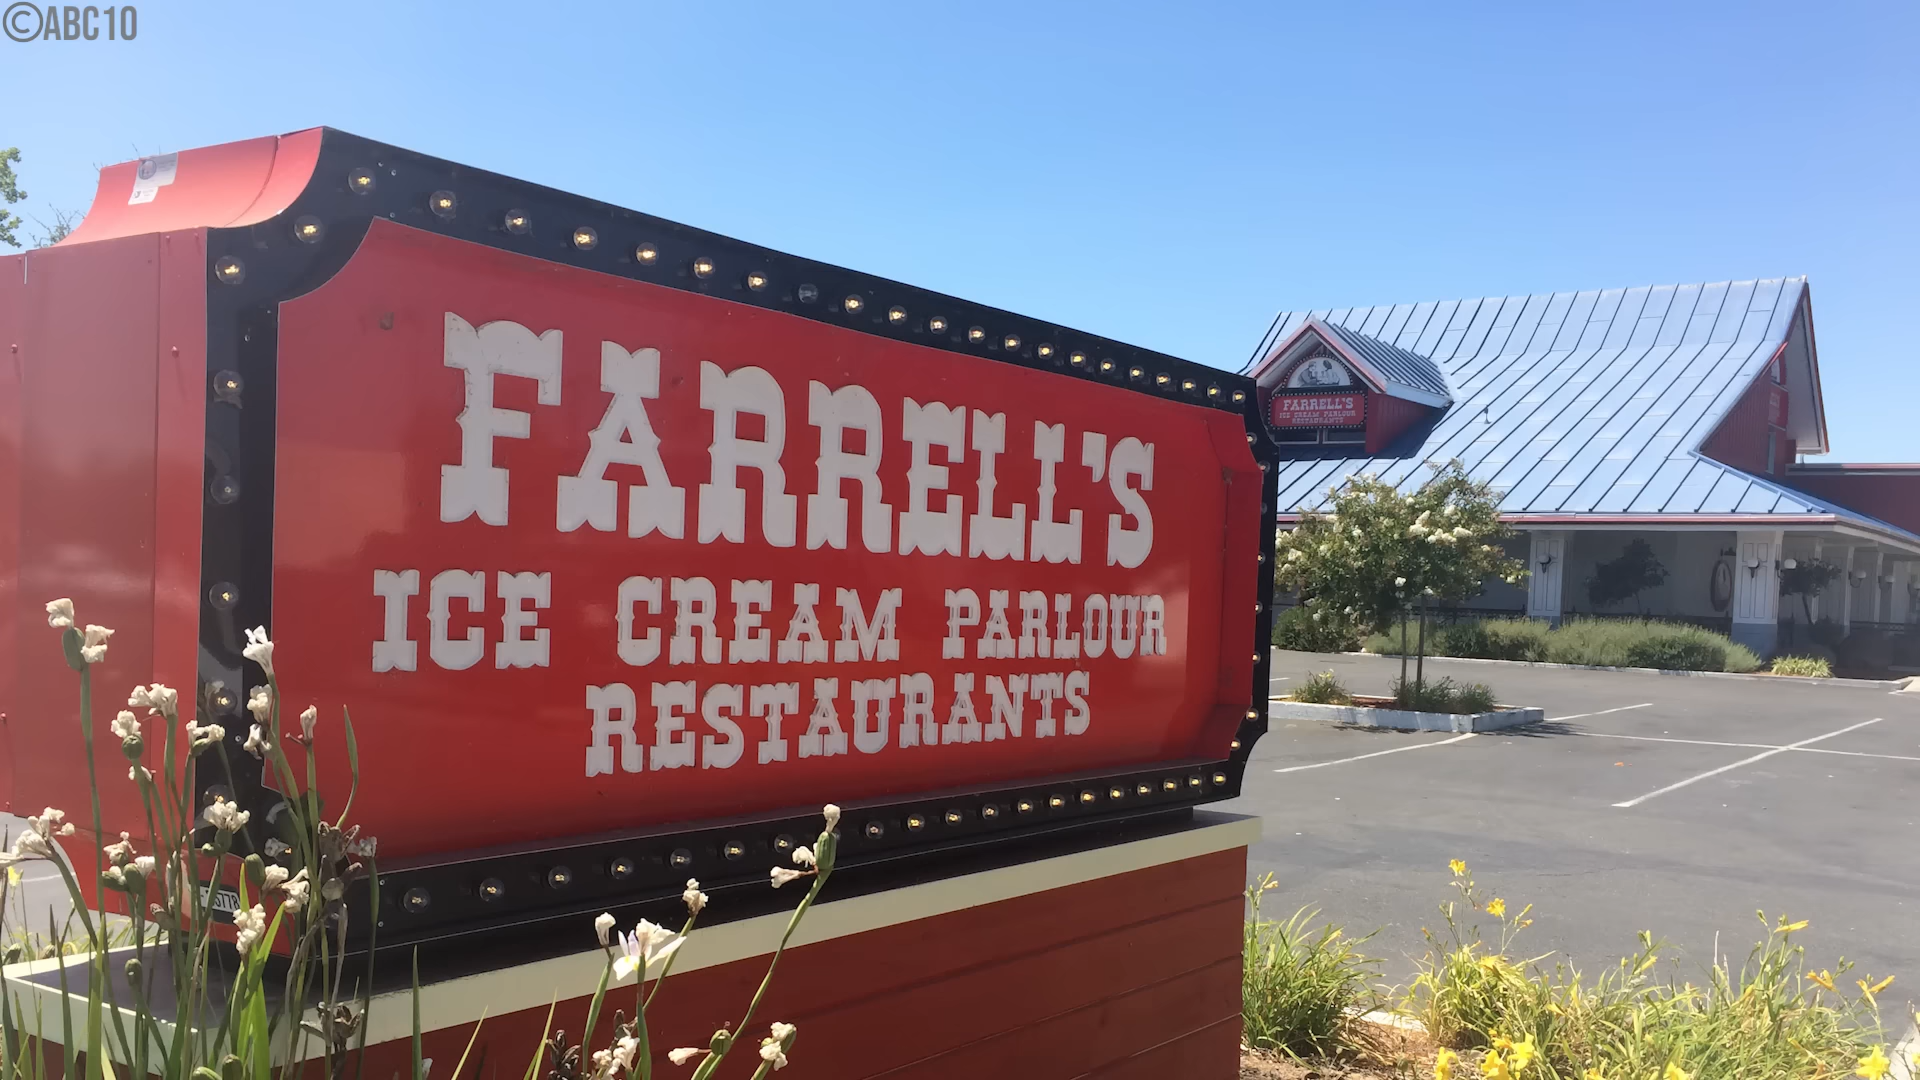 ©ABC10
FARRELL'S
ICE CREAM PARLOUR
RESTAURANTS
FARRELL'S
ICE CREAM PARLOUR
RESTAURANTS